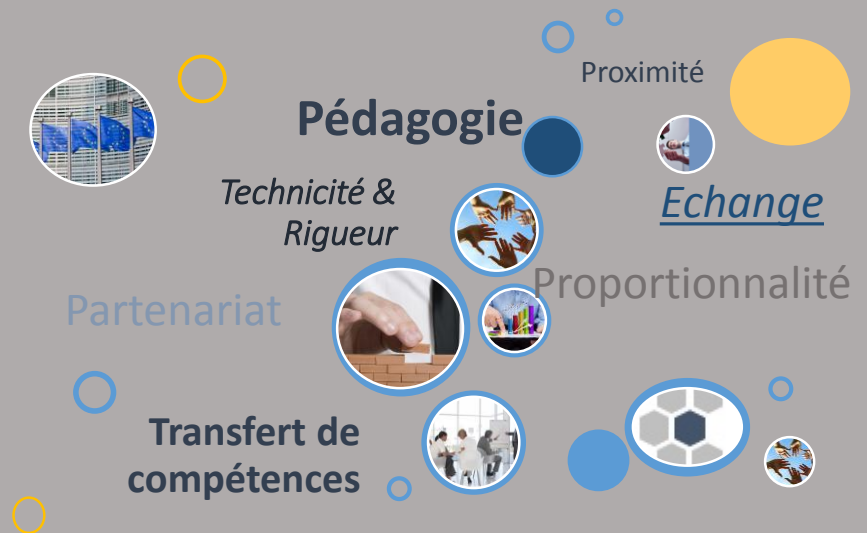 Proximité
Pédagogie
Technicité &
Rigueur
Echange
Proportionnalité
Partenariat
Transfert de
compétences